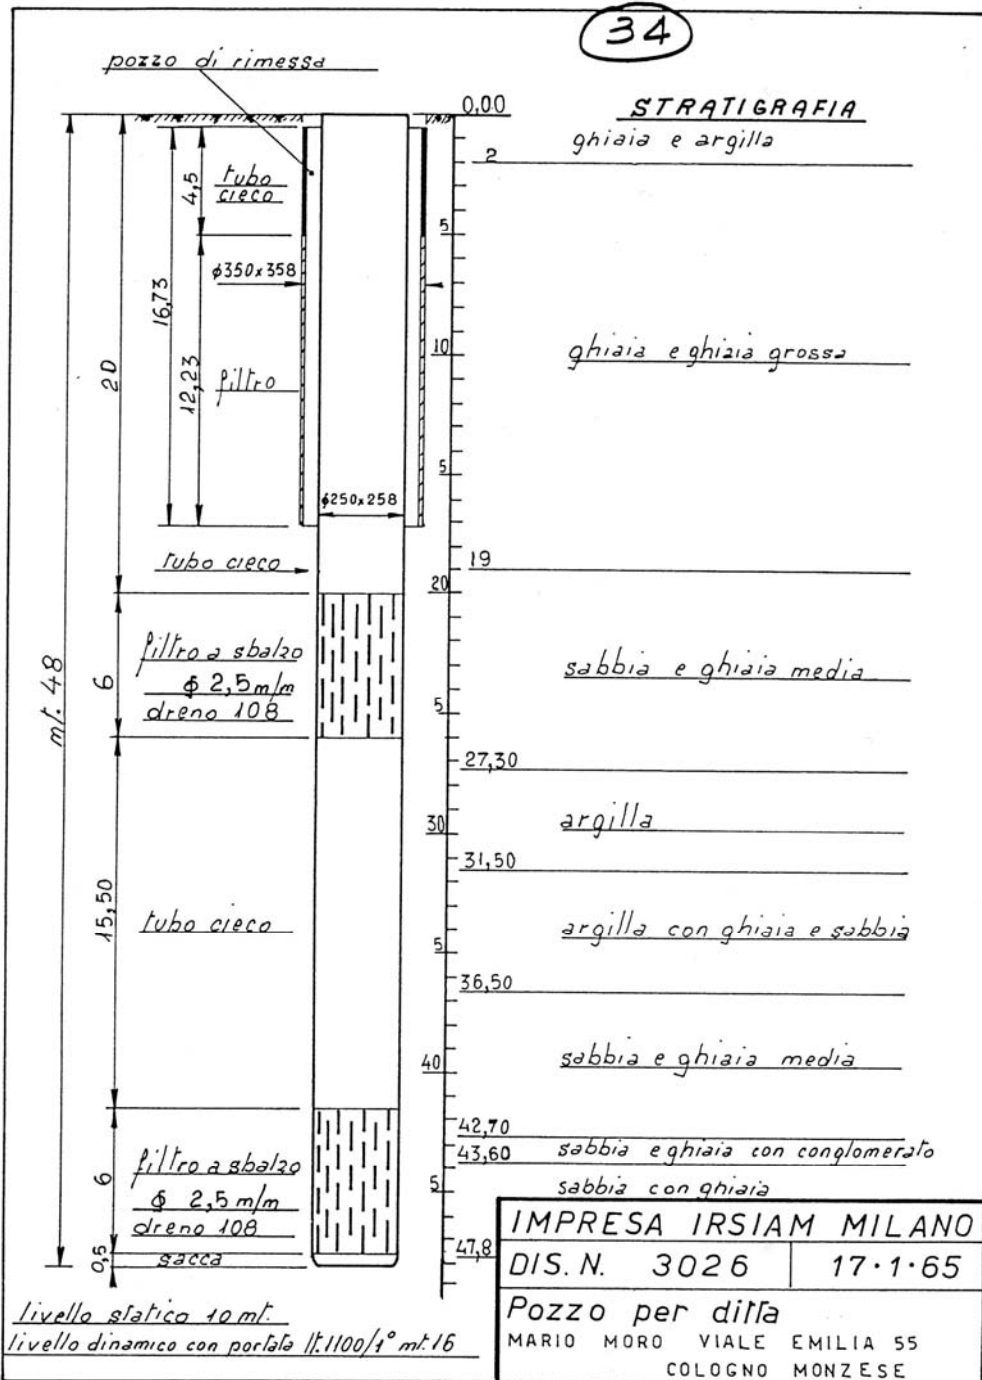 34
pozzo di rimessa
0,00
STRATIGRAFIA
ghiaia e argilla
2
tubo
cieco
4,5
5
φ350x358
16,73
20
12,23
filtro
10
ghiaia e ghiaia grossa
5
φ250x258
tubo cieco
19
20
filtro a sbalzo
φ 2,5 m/m
dreno 108
6
sabbia e ghiaia media
mt. 48
5
27,30
argilla
30
31,50
15,50
tubo cieco
argilla con ghiaia e sabbia
5
36,50
sabbia e ghiaia media
40
42,70
sabbia e ghiaia con conglomerato
43,60
filtro a sbalzo
φ 2,5 m/m
dreno 108
6
sabbia con ghiaia
5
0,5
sacca
47,8
livello statico 10 mt.
livello dinamico con portata lt.1100/1° mt.16
IMPRESA IRSIAM MILANO
DIS. N. 3026
17·1·65
Pozzo per ditta
MARIO MORO VIALE EMILIA 55
COLOGNO MONZESE